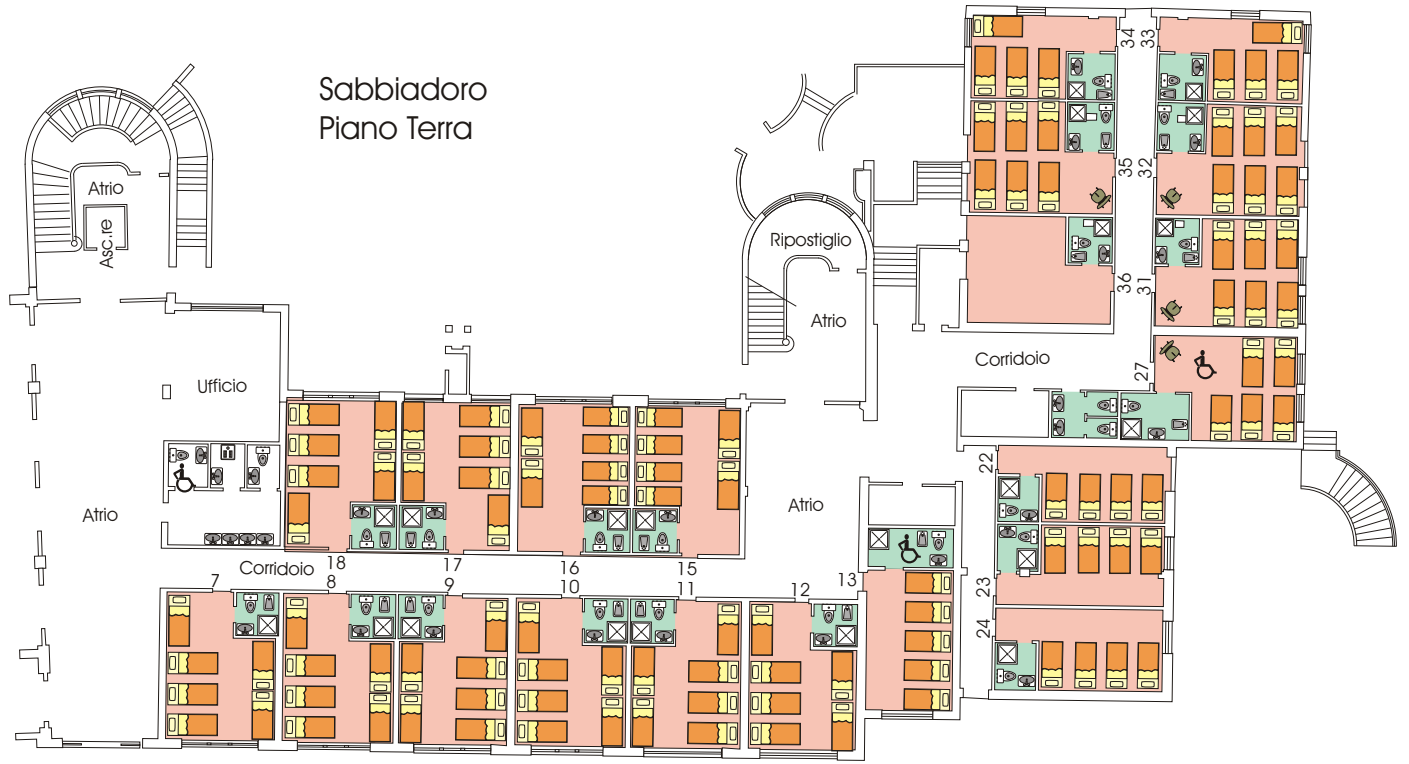 Sabbiadoro
Piano Terra
34
33
Atrio
Asc.re
35
32
Ripostiglio
36
31
Atrio
Corridoio
27
Ufficio
22
Atrio
Atrio
18
17
16
15
Corridoio
7
8
9
10
11
12
13
23
24